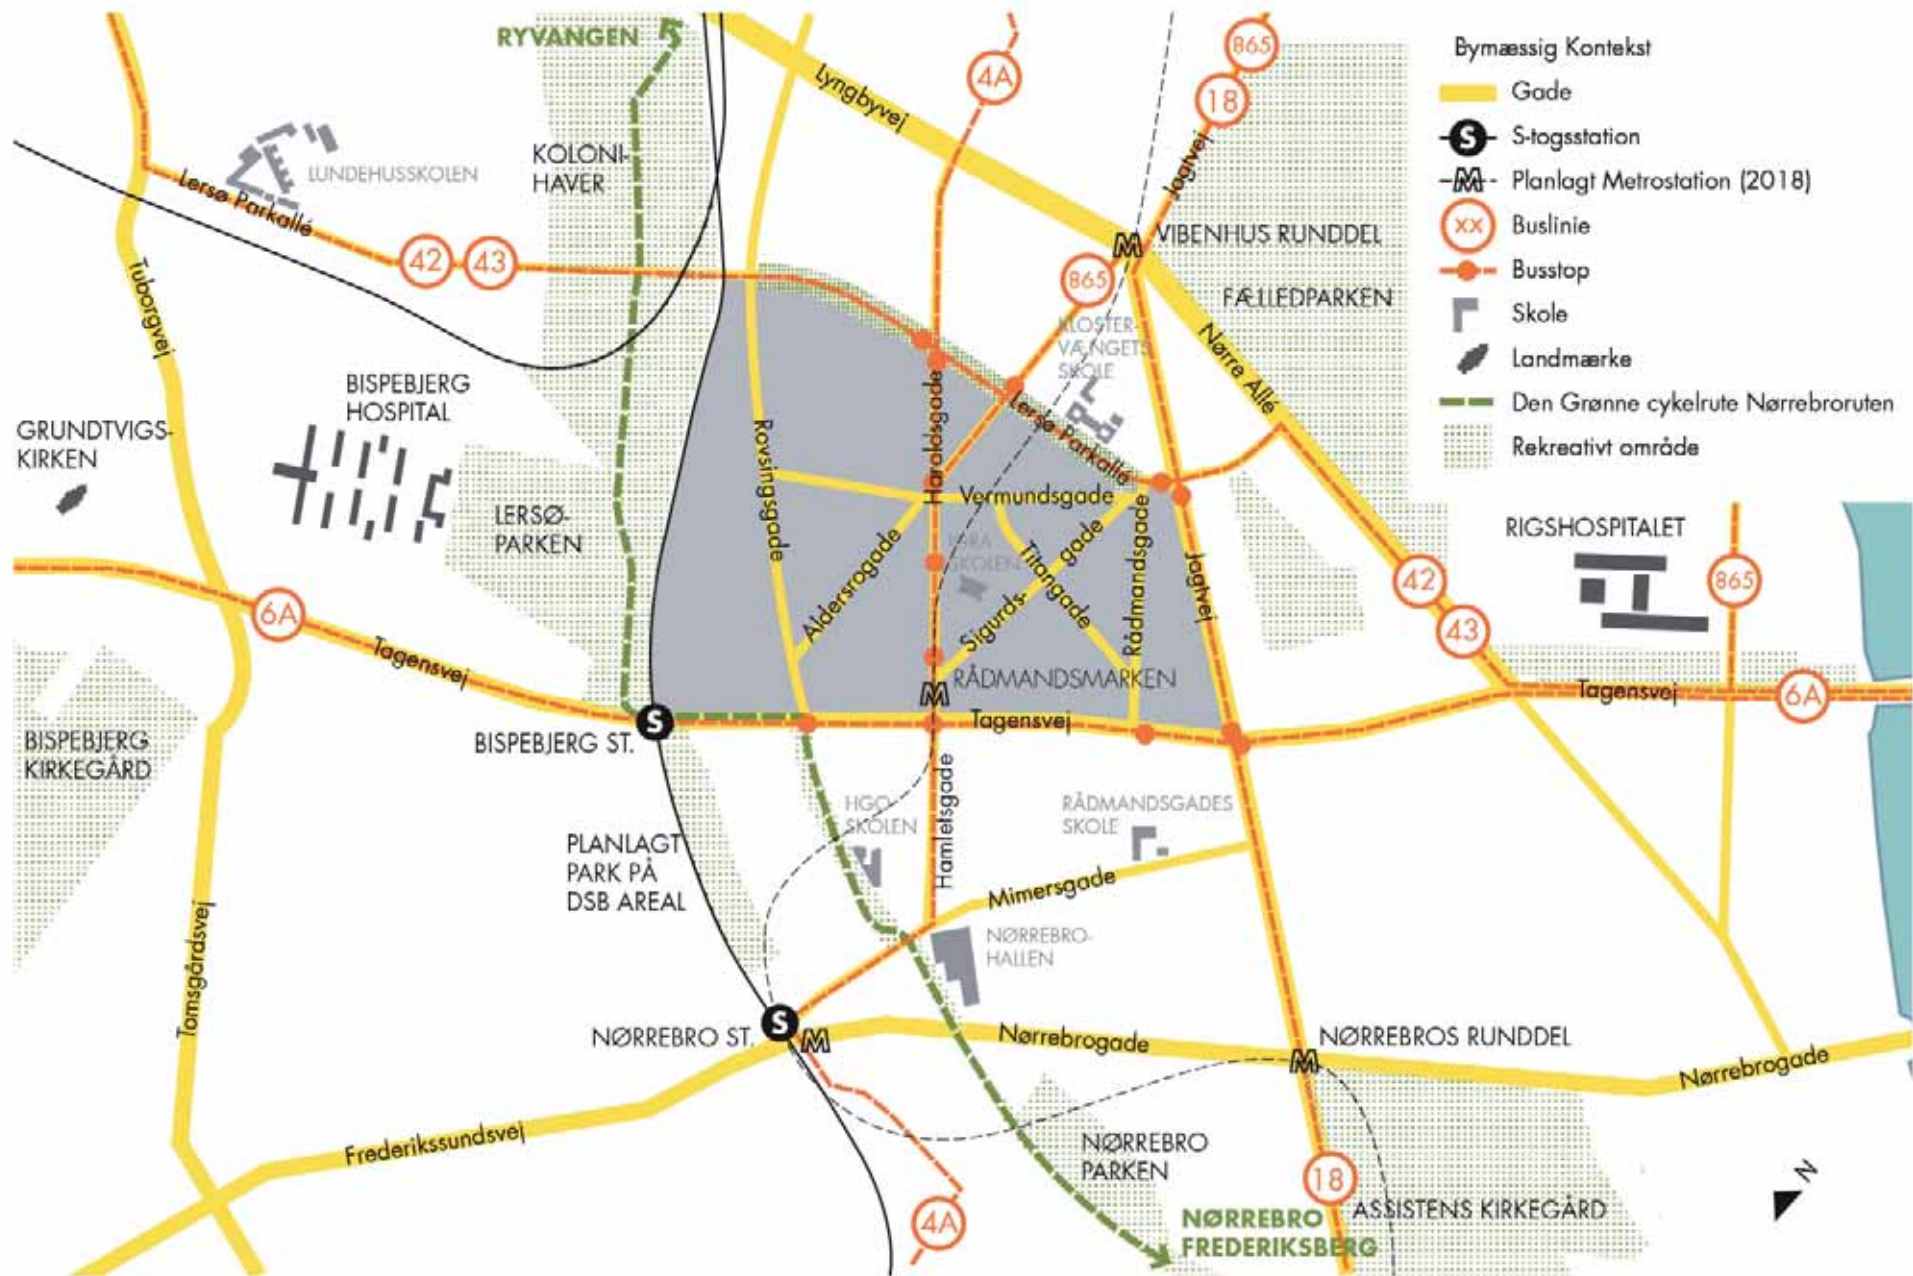 RYVANGEN
4A
865
18
Lyngbyvej
Jagtvej
LUNDEHUSSKOLEN
KOLONI-
HAVER
Lersø Parkallé
42
43
865
VIBENHUS RUNDDEL
FÆLLEDPARKEN
KLOSTER-
VÆNGETS
SKOLE
Tuborgvej
Nørre Allé
BISPEBJERG
HOSPITAL
GRUNDTVIGS-
KIRKEN
Haraldsgade
Lersø Parkallé
Rovsingsgade
Vermundsgade
LERSØ-
PARKEN
Aldersrogade
SKOLEN
Titangade
Sigurds-
gade
Rådmandsgade
Jagtvej
RIGSHOSPITALET
42
43
865
6A
Tagensvej
RÅDMANDSMARKEN
Tagensvej
Tagensvej
6A
BISPEBJERG ST.
S
BISPEBJERG
KIRKEGÅRD
HGO-
SKOLEN
Hamletsgade
RÅDMANDSGADES
SKOLE
PLANLAGT
PARK PÅ
DSB AREAL
Mimersgade
NØRREBRO-
HALLEN
Tomsgårdsvej
S
NØRREBRO ST.
M
Nørrebrogade
NØRREBROS RUNDDEL
M
Nørrebrogade
Frederikssundsvej
NØRREBRO
PARKEN
18
ASSISTENS KIRKEGÅRD
4A
NØRREBRO
FREDERIKSBERG
N
M
M
Bymæssig Kontekst
Gade
S S-togsstation
M Planlagt Metrostation (2018)
XX Buslinie
Busstop
Skole
Landmærke
Den Grønne cykelrute Nørrebroruten
Rekreativt område